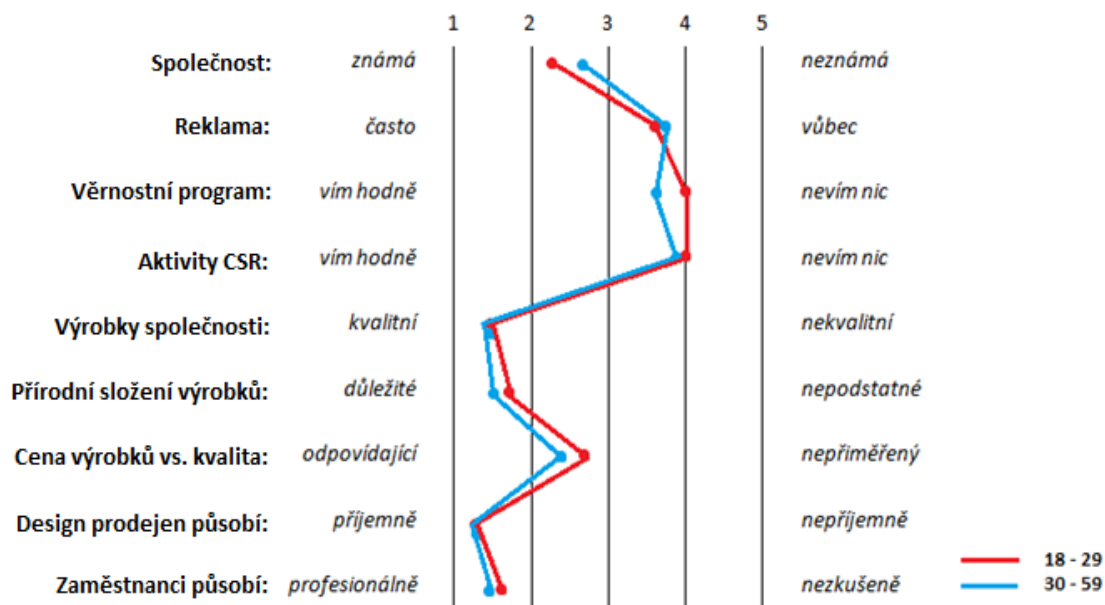 1 2 3 4 5
Společnost: známá neznámá
Reklama: často vůbec
Věrnostní program: vím hodně nevím nic
Aktivity CSR: vím hodně nevím nic
Výrobky společnosti: kvalitní nekvalitní
Přírodní složení výrobků: důležité nepodstatné
Cena výrobků vs. kvalita: odpovídající nepřiměřený
Design prodejen působí: příjemně nepříjemně
Zaměstnanci působí: profesionálně nezkušeně
18 - 29
30 - 59